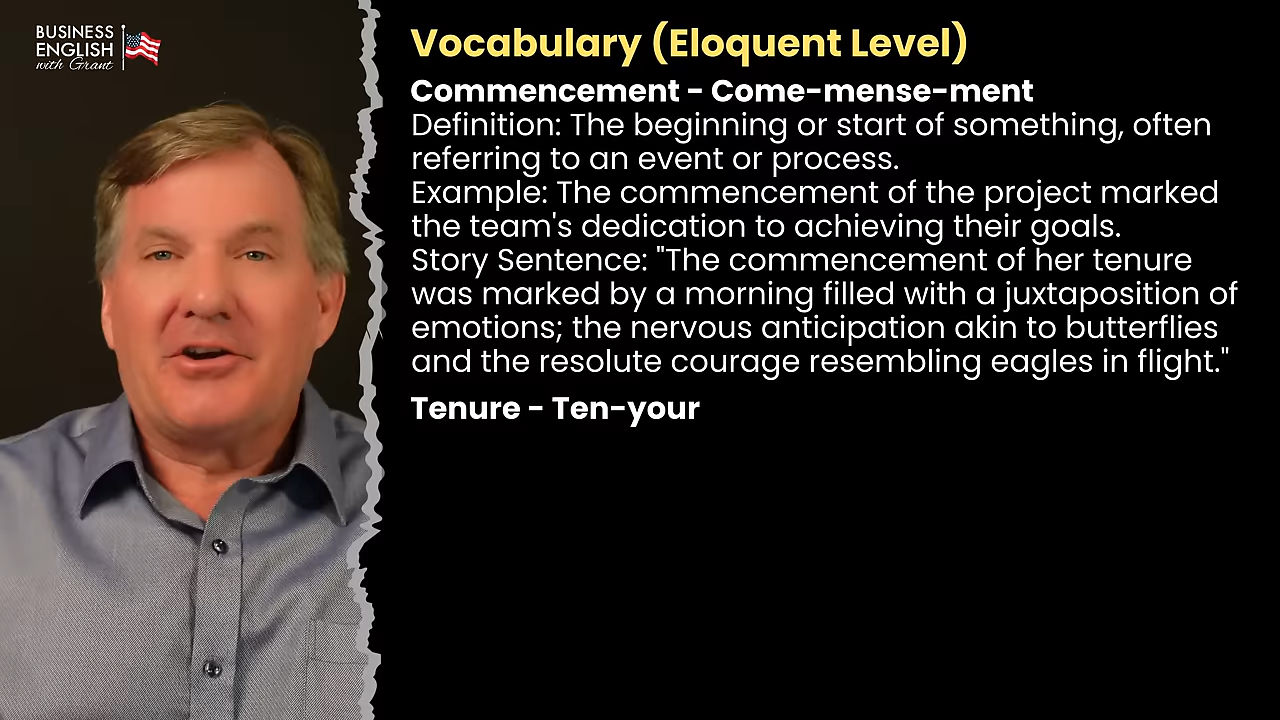 BUSINESS
ENGLISH
with Grant
Vocabulary (Eloquent Level)
Commencement - Come-mense-ment
Definition: The beginning or start of something, often
referring to an event or process.
Example: The commencement of the project marked
the team's dedication to achieving their goals.
Story Sentence: "The commencement of her tenure
was marked by a morning filled with a juxtaposition of
emotions; the nervous anticipation akin to butterflies
and the resolute courage resembling eagles in flight."
Tenure - Ten-your